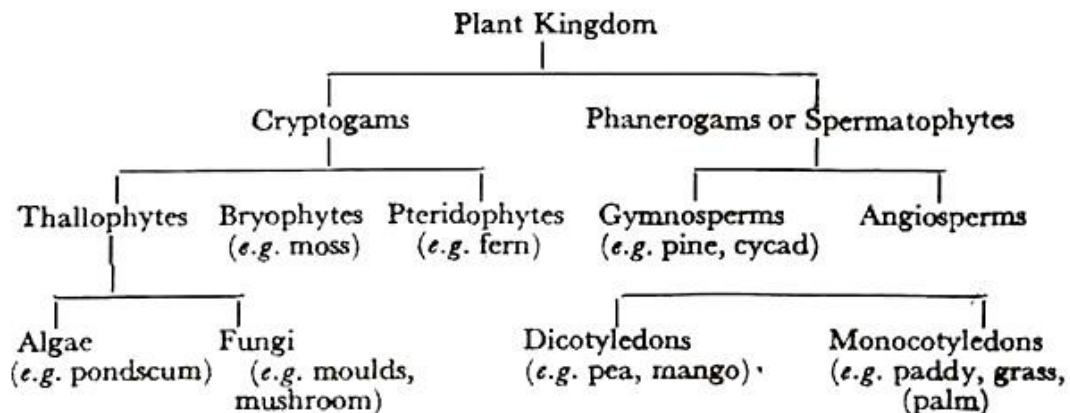 Plant Kingdom
Cryptogams Phanerogams or Spermatophytes
Thallophytes Bryophytes Pteridophytes Gymnosperms Angiosperms
(e.g. moss) (e.g. fern) (e.g. pine, cycad)
Algae Fungi Dicotyledons Monocotyledons
(e.g. pondscum) (e.g. moulds, (e.g. pea, mango) (e.g. paddy, grass,
mushroom) (palm)